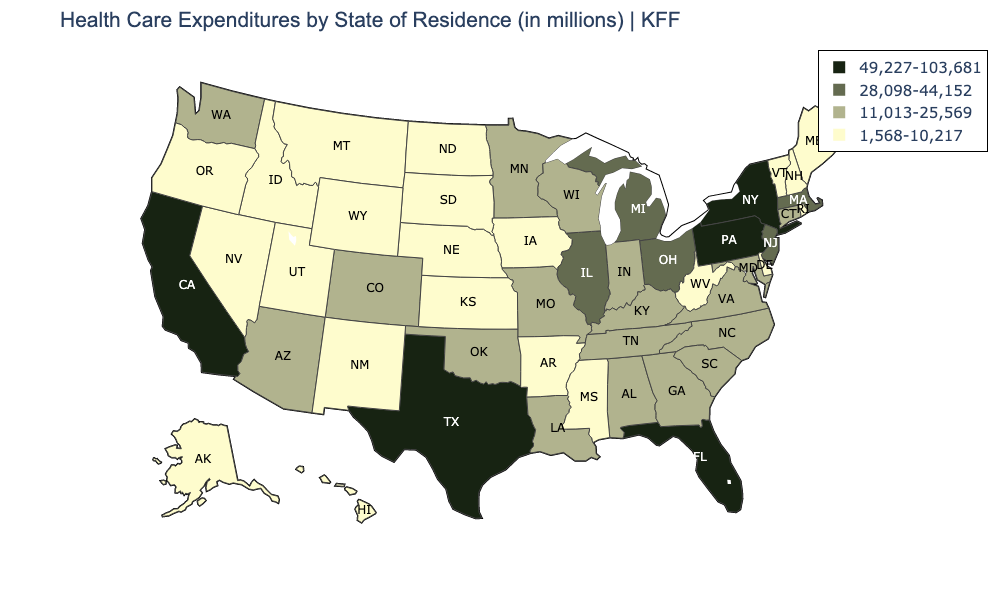 Health Care Expenditures by State of Residence (in millions) | KFF
49,227-103,681
28,098-44,152
11,013-25,569
1,568-10,217
WA
MT
ND
MN
ME
OR
ID
SD
WI
VT
NH
WY
MI
NY
MA
CT
RI
NV
UT
NE
IA
PA
NJ
CA
CO
KS
IL
IN
OH
MD
DE
WV
MO
KY
VA
AZ
NM
OK
AR
TN
NC
SC
TX
LA
MS
AL
GA
FL
AK
HI